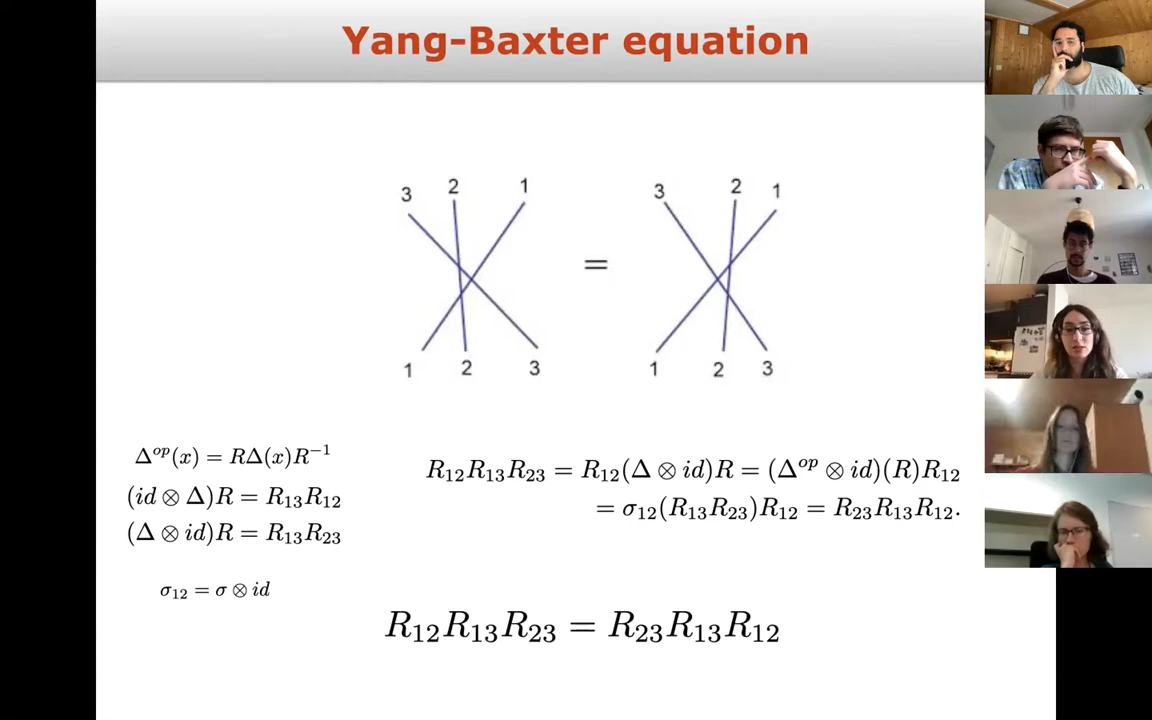 Yang-Baxter equation
3 2 1 3 2 1
=
1 2 3 1 2 3
Δ^{op}(x) = RΔ(x)R^{−1}
(id ⊗ Δ)R = R_{13}R_{12}
(Δ ⊗ id)R = R_{13}R_{23}
σ_{12} = σ ⊗ id
R_{12}R_{13}R_{23} = R_{12}(Δ ⊗ id)R = (Δ^{op} ⊗ id)(R)R_{12}
= σ_{12}(R_{13}R_{23})R_{12} = R_{23}R_{13}R_{12}.
R_{12}R_{13}R_{23} = R_{23}R_{13}R_{12}